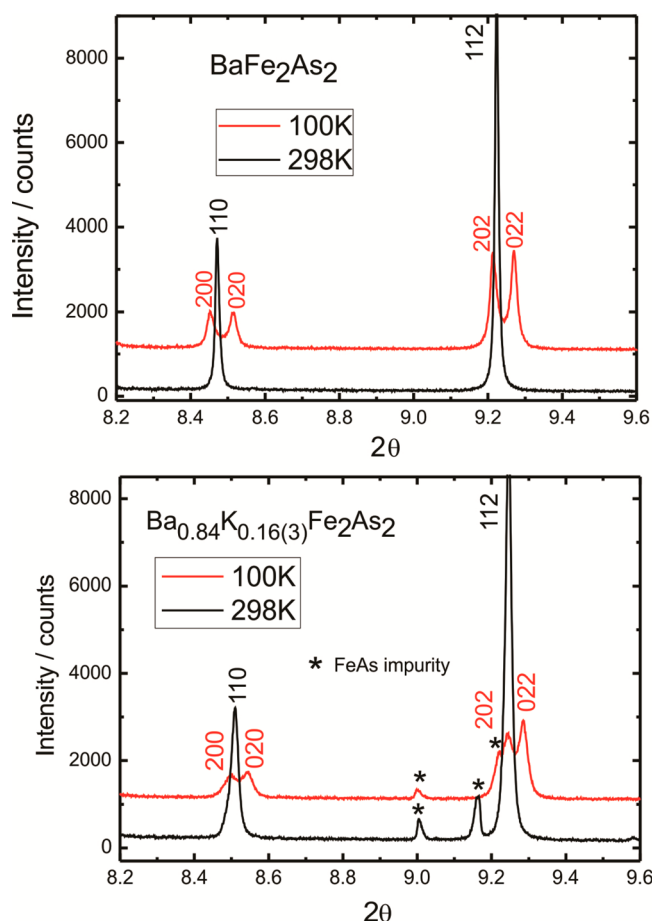 BaFe2As2
100K
298K
110
200
020
112
202
022
Intensity / counts
8000
6000
4000
2000
0
8.2 8.4 8.6 8.8 9.0 9.2 9.4 9.6
2θ
Ba0.84K0.16(3)Fe2As2
100K
298K
* FeAs impurity
110
200
020
112
202
022
*
*
*
*
Intensity / counts
8000
6000
4000
2000
0
8.2 8.4 8.6 8.8 9.0 9.2 9.4 9.6
2θ